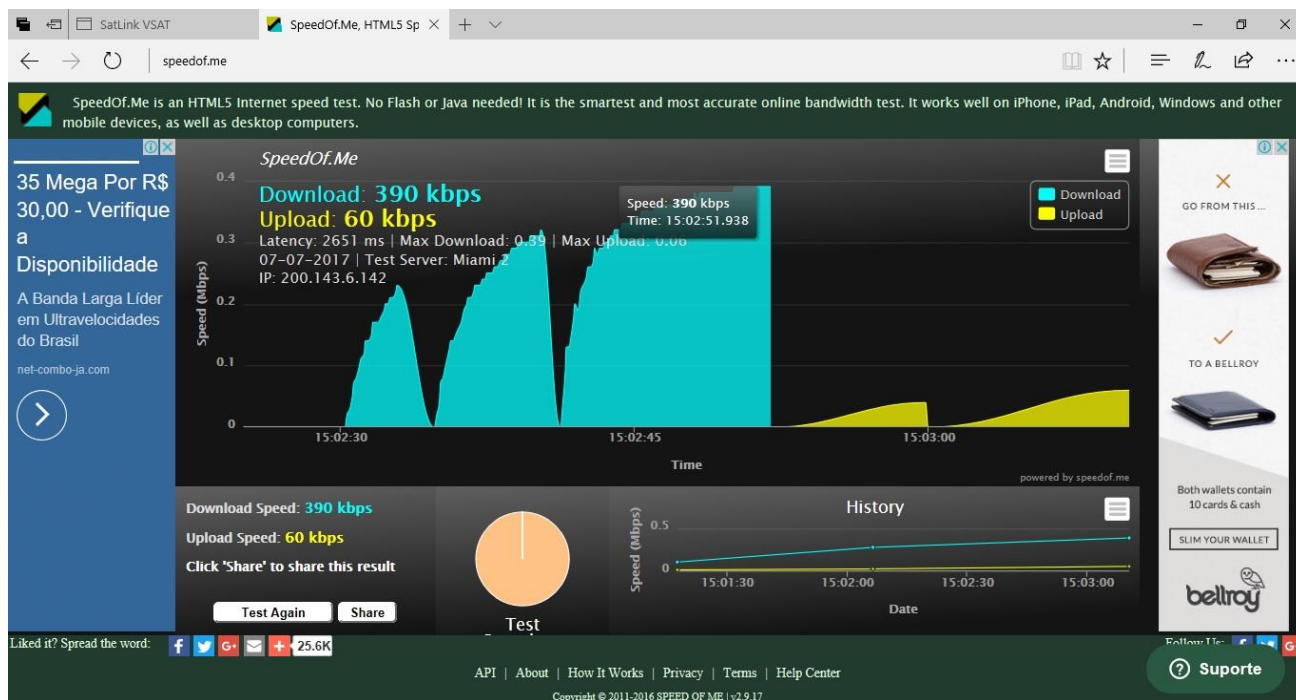 SatLink VSAT
SpeedOf.Me, HTML5 Sp
speedof.me
SpeedOf.Me is an HTML5 Internet speed test. No Flash or Java needed! It is the smartest and most accurate online bandwidth test. It works well on iPhone, iPad, Android, Windows and other
mobile devices, as well as desktop computers.
35 Mega Por R$
30,00 - Verifique
a
Disponibilidade
A Banda Larga Líder
em Ultravelocidades
do Brasil
net-combo-ja.com
SpeedOf.Me
Download: 390 kbps
Upload: 60 kbps
Latency: 2651 ms | Max Download: 0.39 | Max Upload: 0.06
07-07-2017 | Test Server: Miami 2
IP: 200.143.6.142
Speed: 390 kbps
Time: 15:02:51.938
Download
Upload
Speed (Mbps)
0.4
0.3
0.2
0.1
0
15:02:30
15:02:45
15:03:00
Time
powered by speedof.me
GO FROM THIS...
TO A BELLROY
Both wallets contain
10 cards & cash
SLIM YOUR WALLET
bellroy
Download Speed: 390 kbps
Upload Speed: 60 kbps
Click 'Share' to share this result
Test Again
Share
Test
History
Speed (Mbps)
0.5
0
15:01:30
15:02:00
15:02:30
15:03:00
Date
Liked it? Spread the word:
25.6K
Follow Us:
API | About | How It Works | Privacy | Terms | Help Center
Copyright © 2011-2016 SPEED OF ME | v2.9.17
Suporte